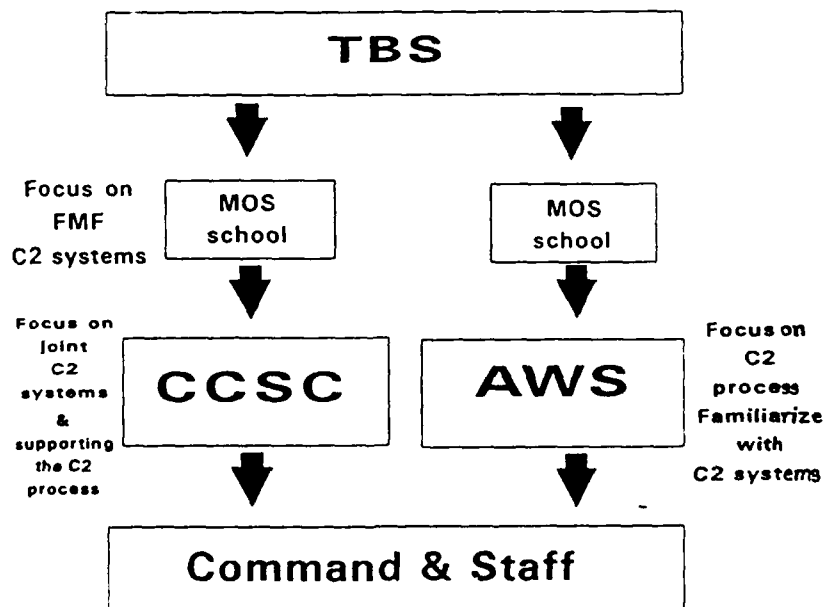 TBS
Focus on
FMF
C2 systems
MOS
school
MOS
school
Focus on
joint
C2
systems
&
supporting
the C2
process
CCSC
AWS
Focus on
C2
process
Familiarize
with
C2 systems
Command & Staff